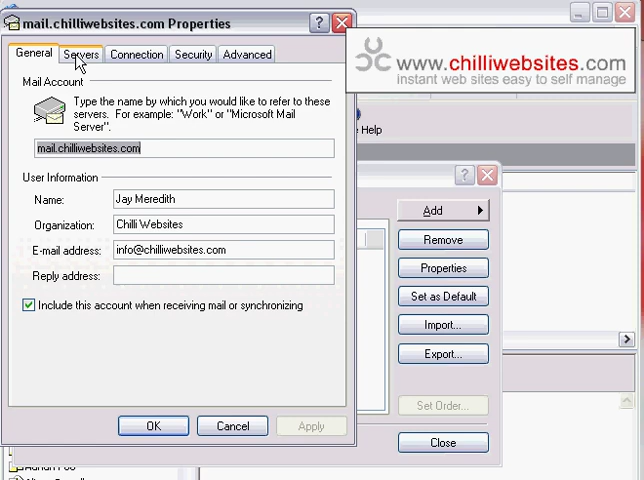 mail.chilliwebsites.com Properties
General
Servers
Connection
Security
Advanced
Mail Account
Type the name by which you would like to refer to these
servers. For example: "Work" or "Microsoft Mail
Server".
mail.chilliwebsites.com
User Information
Name:
Jay Meredith
Organization:
Chilli Websites
E-mail address:
info@chilliwebsites.com
Reply address:
Include this account when receiving mail or synchronizing
OK
Cancel
Apply
www.chilliwebsites.com
instant web sites easy to self manage
Help
Add
Remove
Properties
Set as Default
Import...
Export...
Set Order...
Close